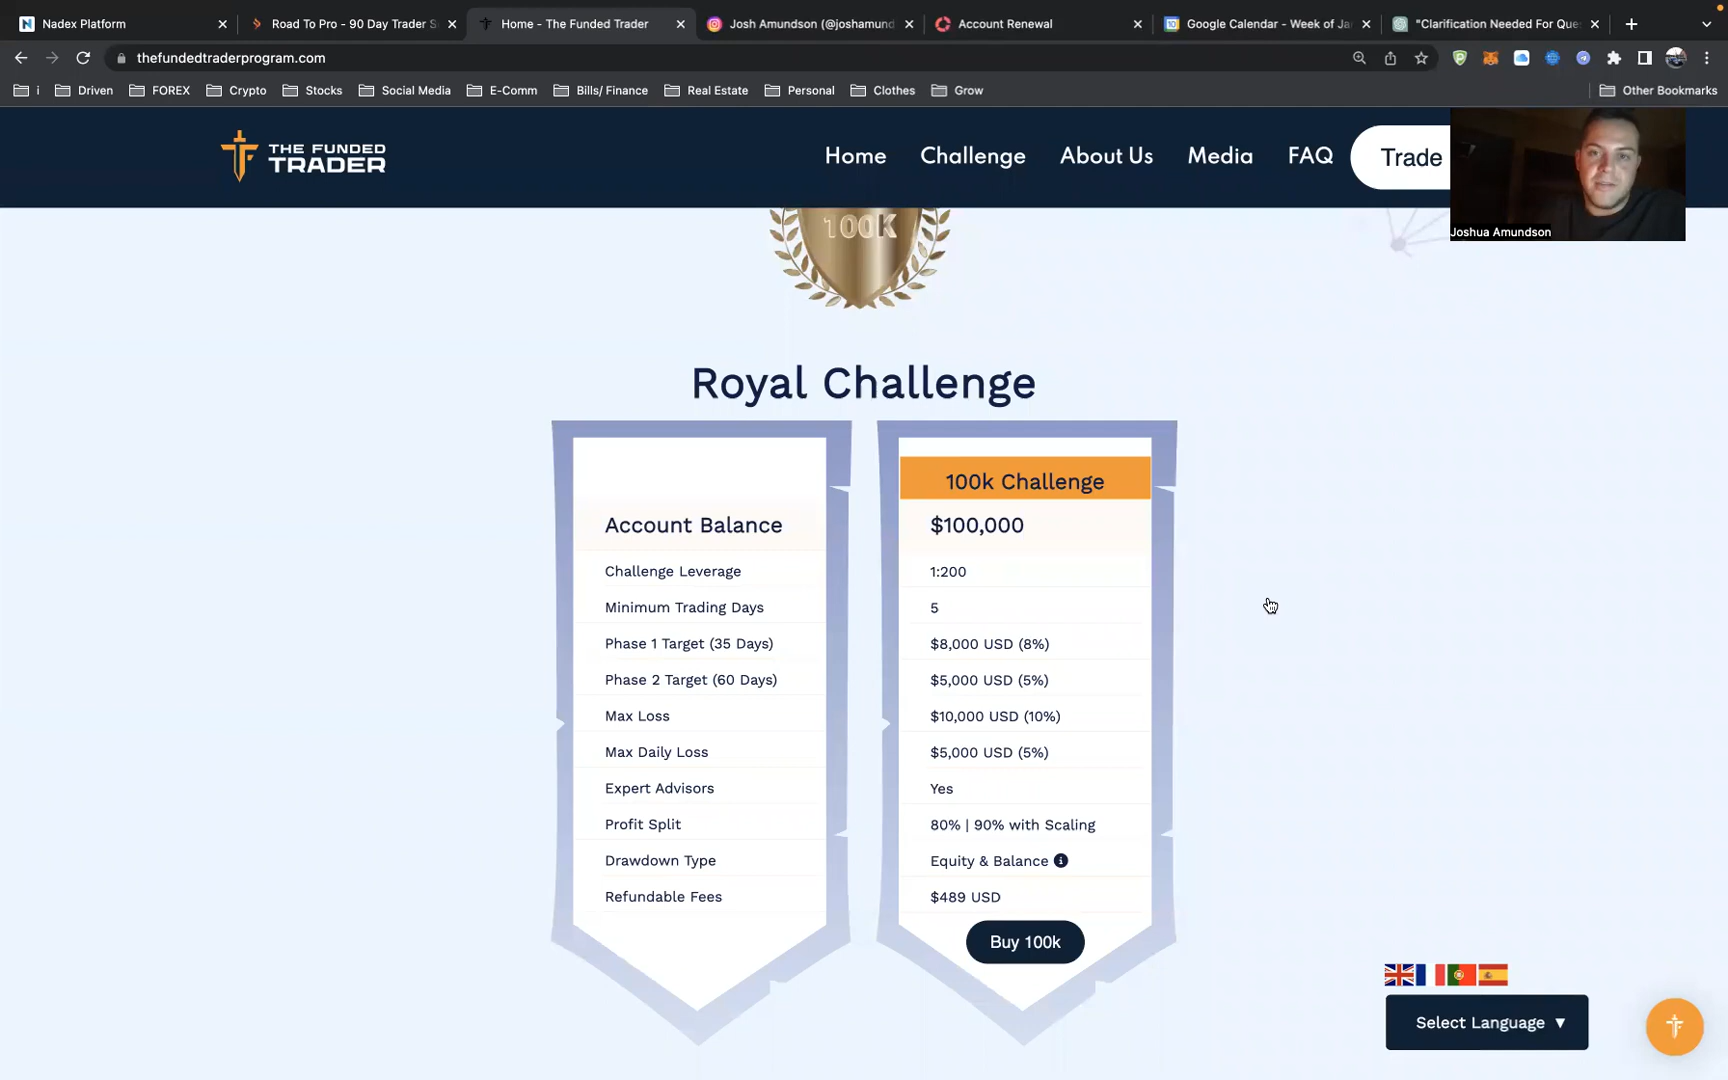 Nadex Platform
Road To Pro - 90 Day Trader S
Home - The Funded Trader
Josh Amundson (@joshamund
Account Renewal
Google Calendar - Week of Ja
"Clarification Needed For Que
thefundedtraderprogram.com
i
Driven
FOREX
Crypto
Stocks
Social Media
E-Comm
Bills/ Finance
Real Estate
Personal
Clothes
Grow
Other Bookmarks
THE FUNDED
TRADER
Home
Challenge
About Us
Media
FAQ
Trade
Joshua Amundson
100K
Royal Challenge
100k Challenge
Account Balance
$100,000
Challenge Leverage
1:200
Minimum Trading Days
5
Phase 1 Target (35 Days)
$8,000 USD (8%)
Phase 2 Target (60 Days)
$5,000 USD (5%)
Max Loss
$10,000 USD (10%)
Max Daily Loss
$5,000 USD (5%)
Expert Advisors
Yes
Profit Split
80% | 90% with Scaling
Drawdown Type
Equity & Balance
Refundable Fees
$489 USD
Buy 100k
Select Language ▼